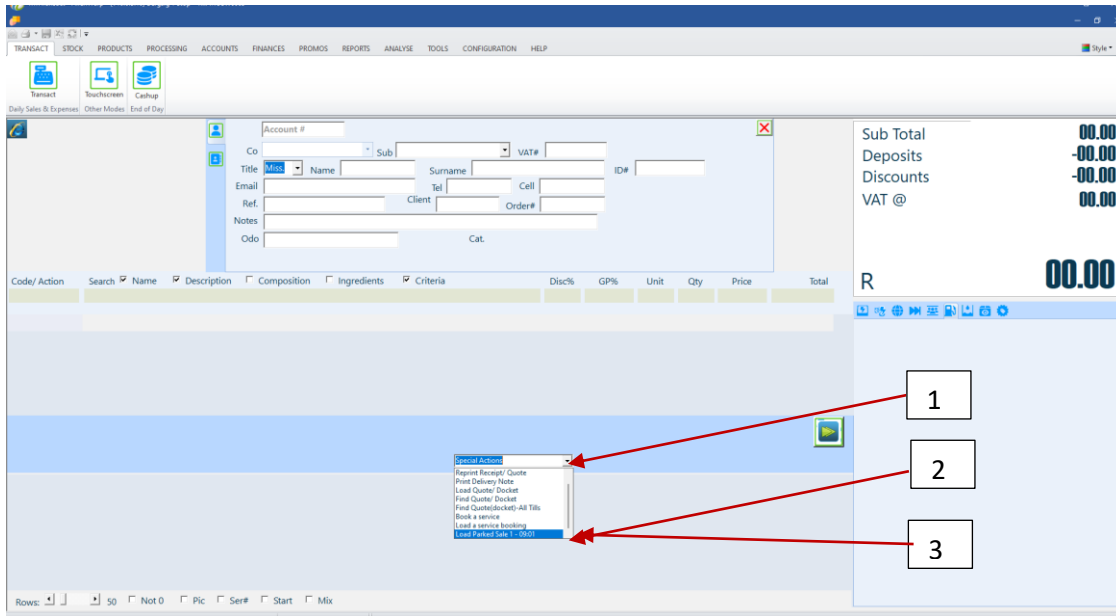 TRANSACT STOCK PRODUCTS PROCESSING ACCOUNTS FINANCES PROMOS REPORTS ANALYSE TOOLS CONFIGURATION HELP
Style
Transact Touchscreen Cashup
Daily Sales & Expenses Other Modes End of Day
Account #
Co Sub VAT#
Title Miss. Name Surname ID#
Email Tel Cell
Ref. Client Order#
Notes
Odo Cat.
Sub Total 00.00
Deposits -00.00
Discounts -00.00
VAT @ 00.00
R 00.00
Code/ Action Search Name Description Composition Ingredients Criteria Disc% GP% Unit Qty Price Total
1
Special Actions
Reprint Receipt/ Quote
Print Delivery Note
Load Quote/ Docket
Find Quote/ Docket
Find Quote(docket)-All Tills
Book a service
Load a service booking
Load Parked Sale 1 - 09:01
2
3
Rows: 50 Not 0 Pic Ser# Start Mix